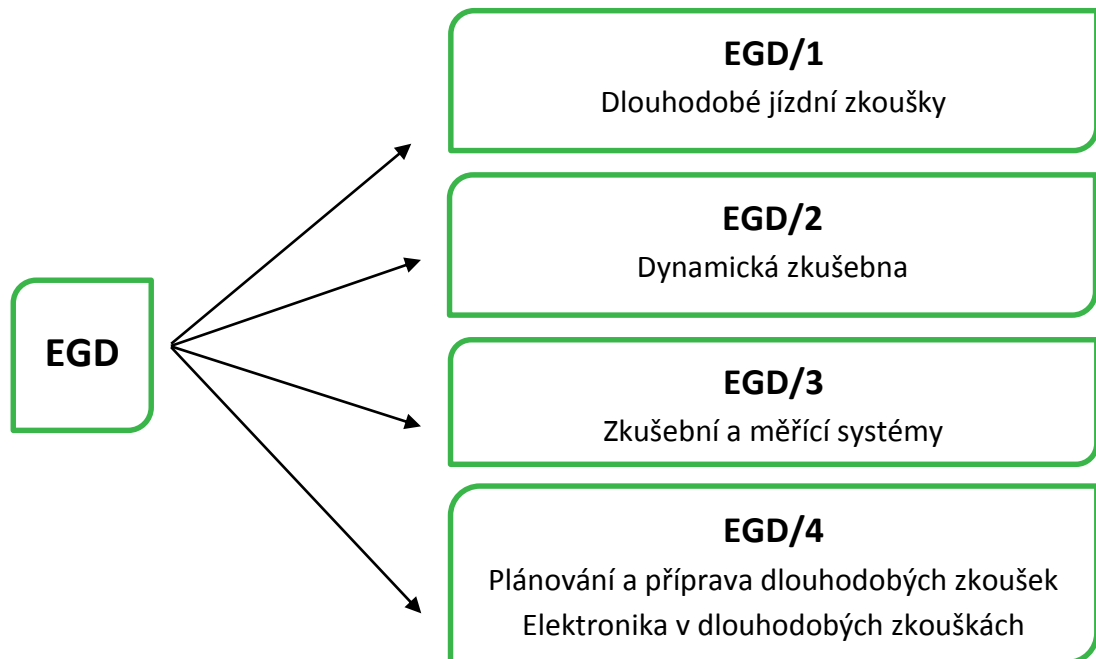 EGD/1
Dlouhodobé jízdní zkoušky
EGD/2
Dynamická zkušebna
EGD
EGD/3
Zkušební a měřící systémy
EGD/4
Plánování a příprava dlouhodobých zkoušek
Elektronika v dlouhodobých zkouškách